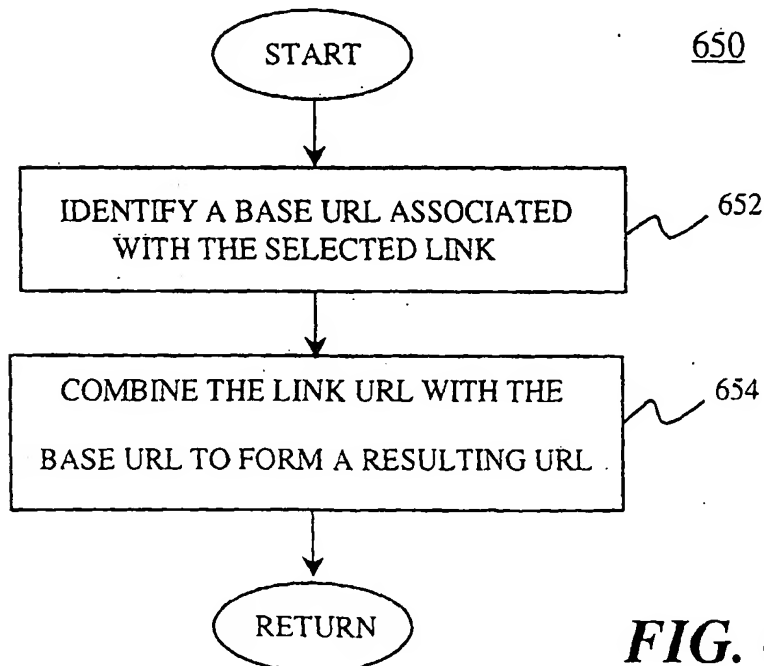 START
650
IDENTIFY A BASE URL ASSOCIATED
WITH THE SELECTED LINK
652
COMBINE THE LINK URL WITH THE
BASE URL TO FORM A RESULTING URL
654
RETURN
FIG.